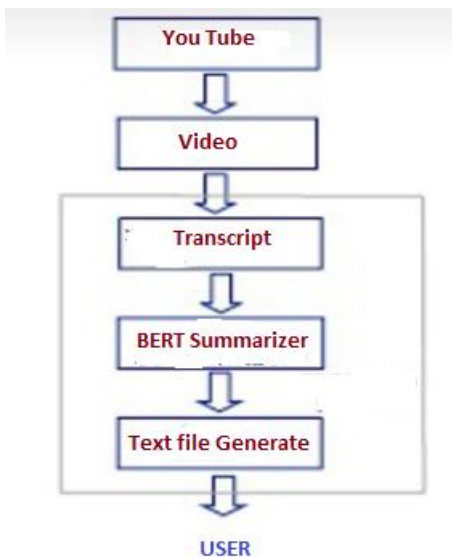 You Tube
Video
Transcript
BERT Summarizer
Text file Generate
USER